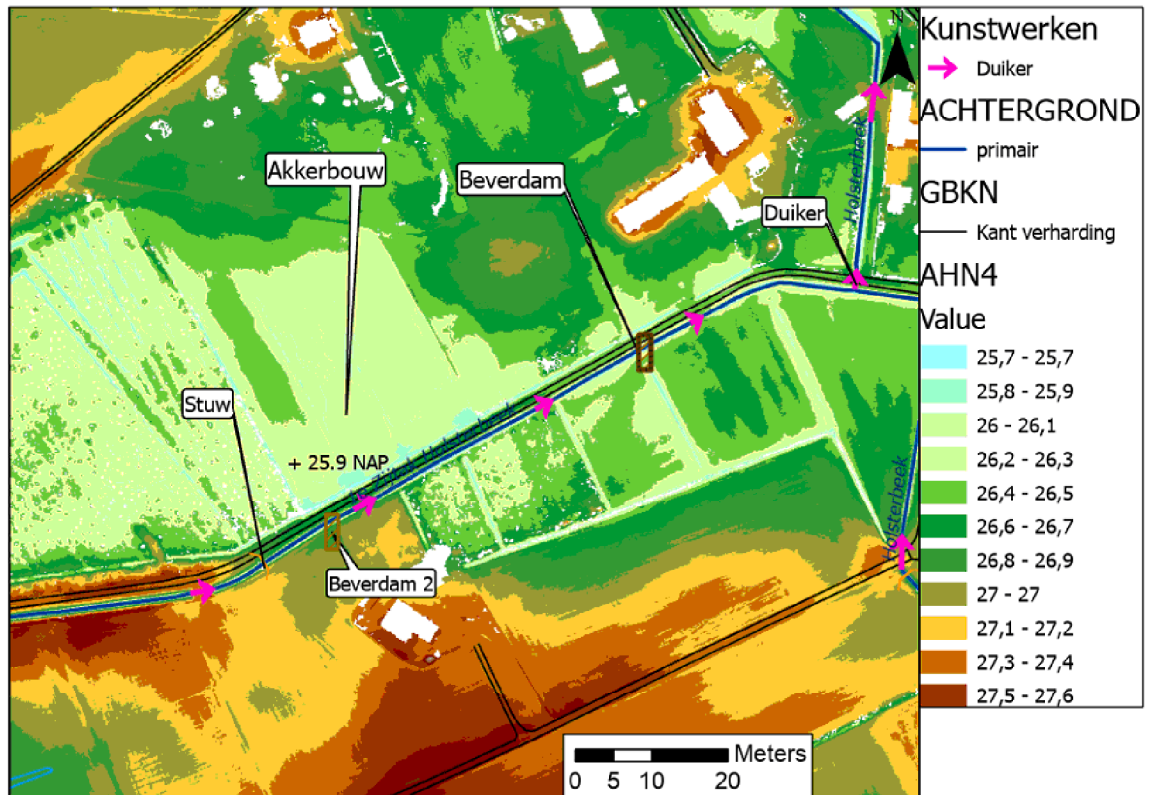 Akkerbouw
Beverdam
Duiker
Holsterbeek
Stuw
+ 25.9 NAP
Beverdam 2
Holsterbeek
N
Meters
0 5 10 20
Kunstwerken
Duiker
ACHTERGROND
primair
GBKN
Kant verharding
AHN4
Value
25,7 - 25,7
25,8 - 25,9
26 - 26,1
26,2 - 26,3
26,4 - 26,5
26,6 - 26,7
26,8 - 26,9
27 - 27
27,1 - 27,2
27,3 - 27,4
27,5 - 27,6